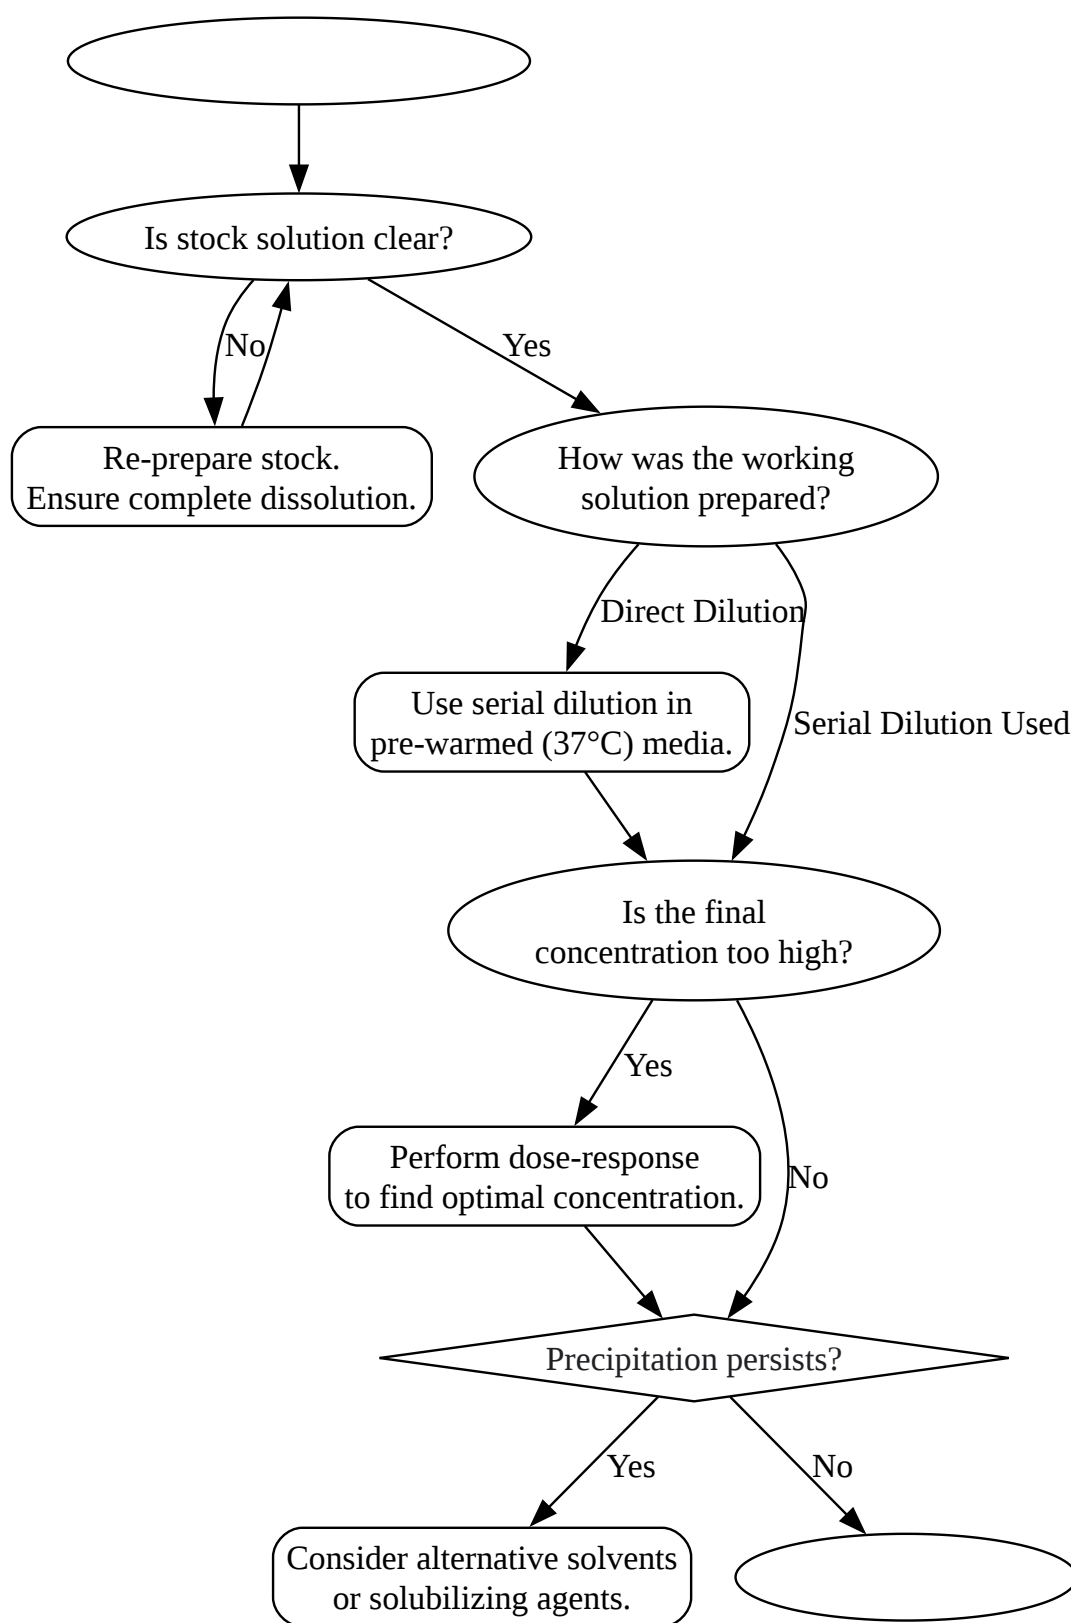 Is stock solution clear?
No
Yes
Re-prepare stock.
Ensure complete dissolution.
How was the working
solution prepared?
Direct Dilution
Use serial dilution in
pre-warmed (37°C) media.
Serial Dilution Used
Is the final
concentration too high?
Yes
Perform dose-response
to find optimal concentration.
No
Precipitation persists?
Yes
No
Consider alternative solvents
or solubilizing agents.